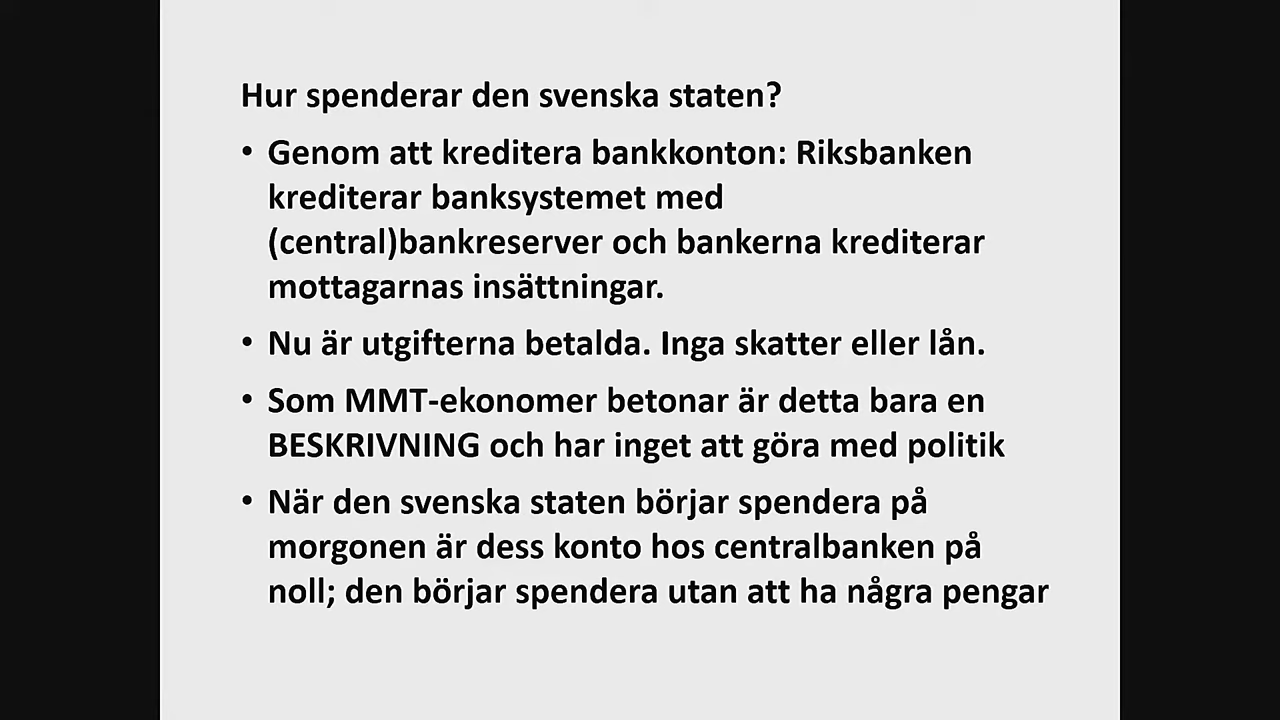 Hur spenderar den svenska staten?
• Genom att kreditera bankkonton: Riksbanken
krediterar banksystemet med
(central)bankreserver och bankerna krediterar
mottagarnas insättningar.
• Nu är utgifterna betalda. Inga skatter eller lån.
• Som MMT-ekonomer betonar är detta bara en
BESKRIVNING och har inget att göra med politik
• När den svenska staten börjar spendera på
morgonen är dess konto hos centralbanken på
noll; den börjar spendera utan att ha några pengar